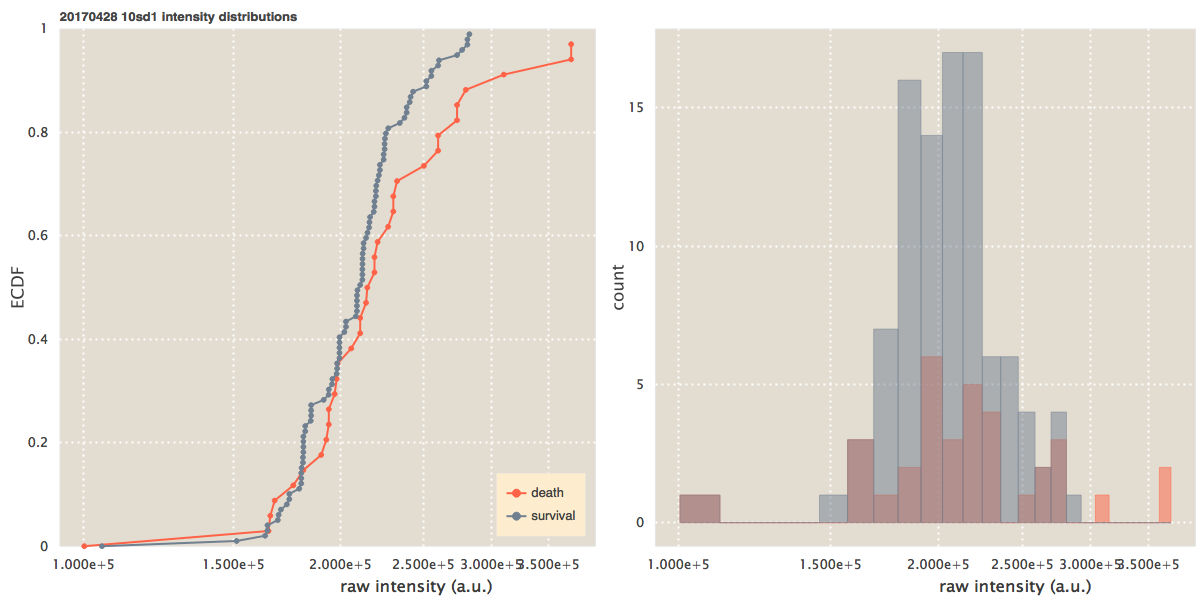 20170428 10sd1 intensity distributions
1
0.8
0.6
0.4
0.2
0
ECDF
1.000e+5 1.500e+5 2.000e+5 2.500e+5 3.000e+5 3.500e+5
raw intensity (a.u.)
death
survival
15
10
5
0
count
1.000e+5 1.500e+5 2.000e+5 2.500e+5 3.000e+5 3.500e+5
raw intensity (a.u.)